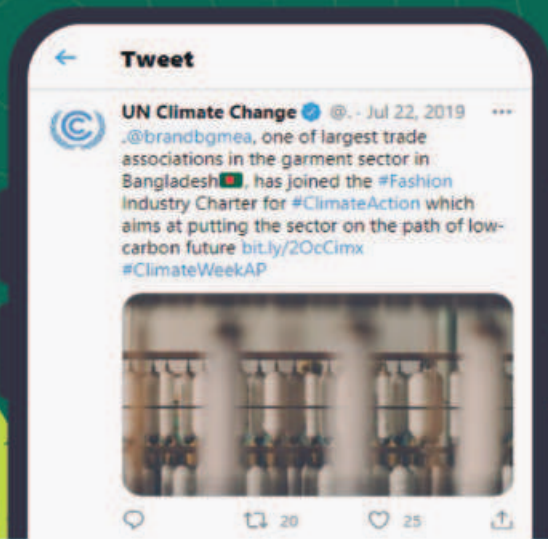 Tweet
UN Climate Change @. · Jul 22, 2019
.@brandbgmea, one of largest trade
associations in the garment sector in
Bangladesh🇧🇩, has joined the #Fashion
Industry Charter for #ClimateAction which
aims at putting the sector on the path of low-
carbon future bit.ly/2OcCimx
#ClimateWeekAP
20 25